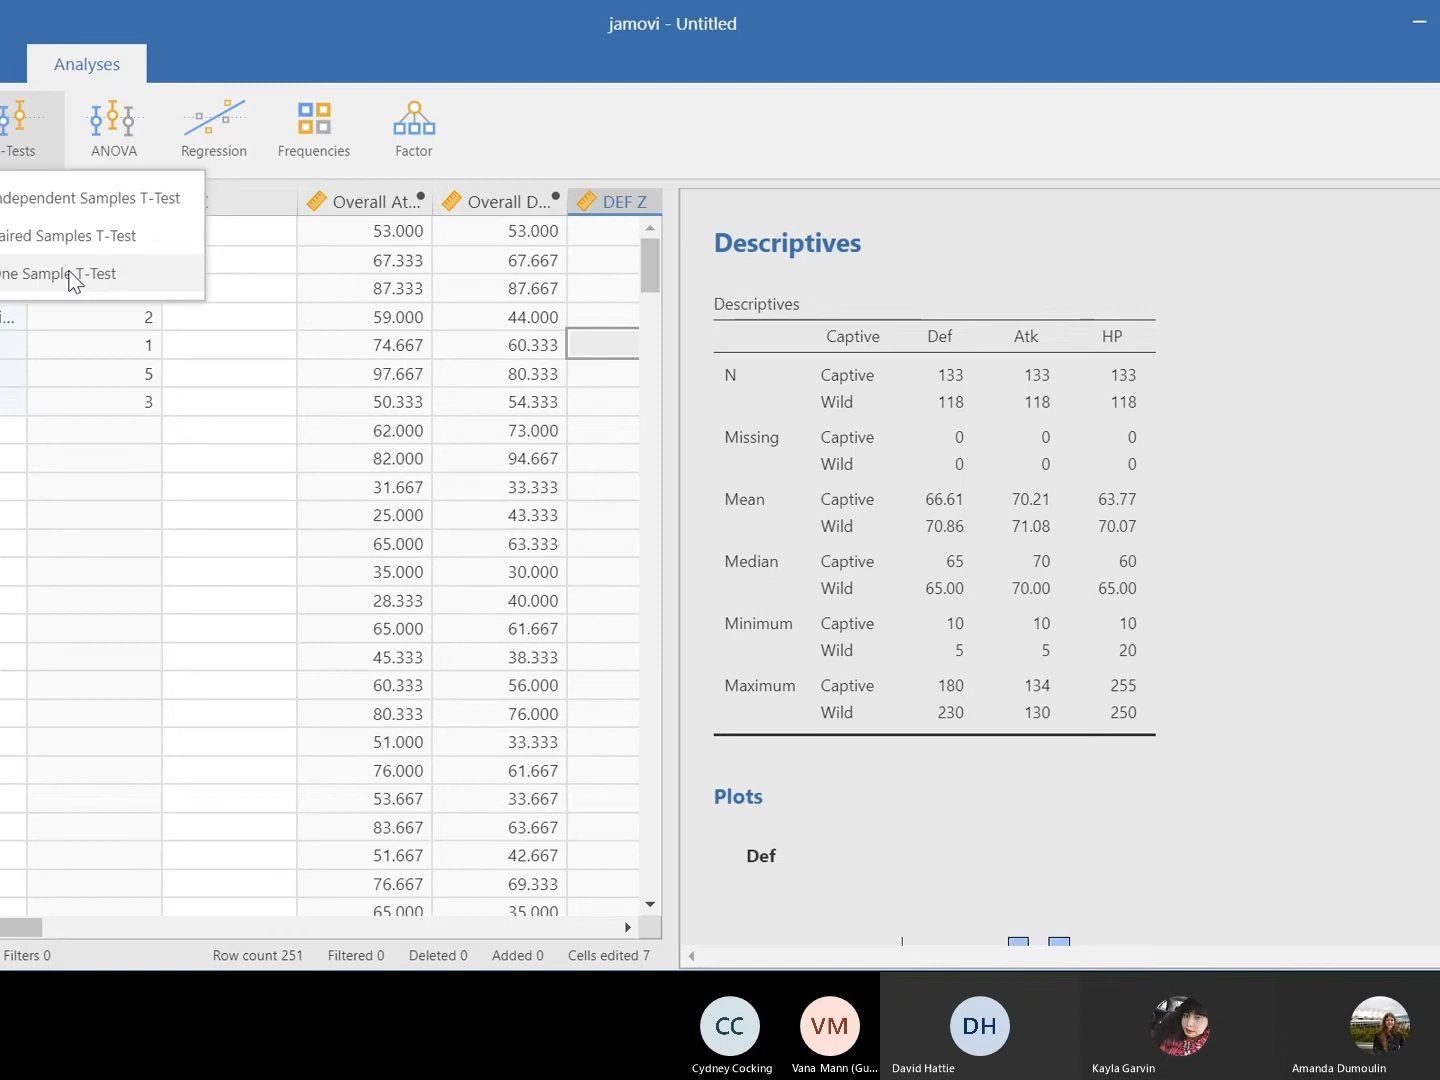 jamovi - Untitled
Analyses
-Tests
ANOVA
Regression
Frequencies
Factor
ndependent Samples T-Test
aired Samples T-Test
ne Sample T-Test
Overall At... Overall D... DEF Z
53.000 53.000
67.333 67.667
87.333 87.667
i... 2 59.000 44.000
1 74.667 60.333
5 97.667 80.333
3 50.333 54.333
62.000 73.000
82.000 94.667
31.667 33.333
25.000 43.333
65.000 63.333
35.000 30.000
28.333 40.000
65.000 61.667
45.333 38.333
60.333 56.000
80.333 76.000
51.000 33.333
76.000 61.667
53.667 33.667
83.667 63.667
51.667 42.667
76.667 69.333
65.000 35.000
Filters 0 Row count 251 Filtered 0 Deleted 0 Added 0 Cells edited 7
Descriptives
Descriptives
Captive Def Atk HP
N Captive 133 133 133
Wild 118 118 118
Missing Captive 0 0 0
Wild 0 0 0
Mean Captive 66.61 70.21 63.77
Wild 70.86 71.08 70.07
Median Captive 65 70 60
Wild 65.00 70.00 65.00
Minimum Captive 10 10 10
Wild 5 5 20
Maximum Captive 180 134 255
Wild 230 130 250
Plots
Def
CC VM DH
Cydney Cocking Vana Mann (Gu... David Hattie Kayla Garvin Amanda Dumoulin